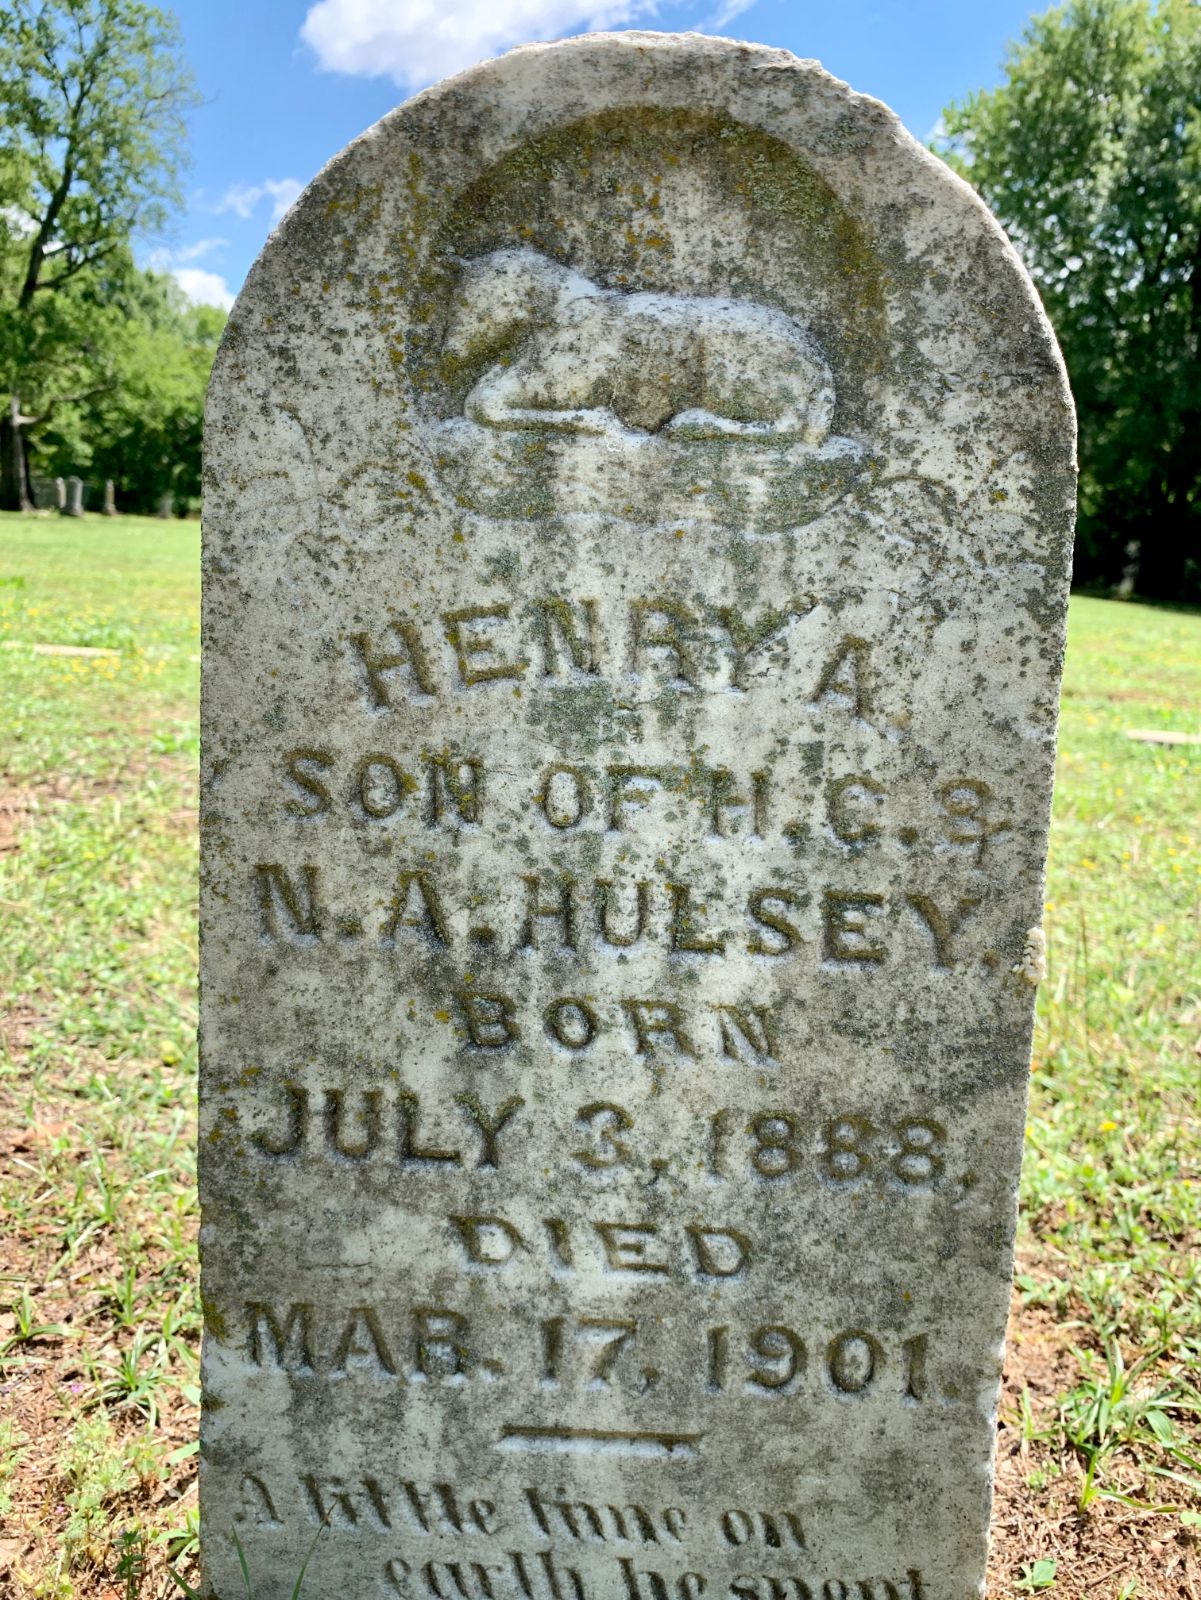 HENRY A.
SON OF H. C. &
N. A. HULSEY.
BORN
JULY 3, 1888,
DIED
MAR. 17, 1901.
A little time on
earth he spent